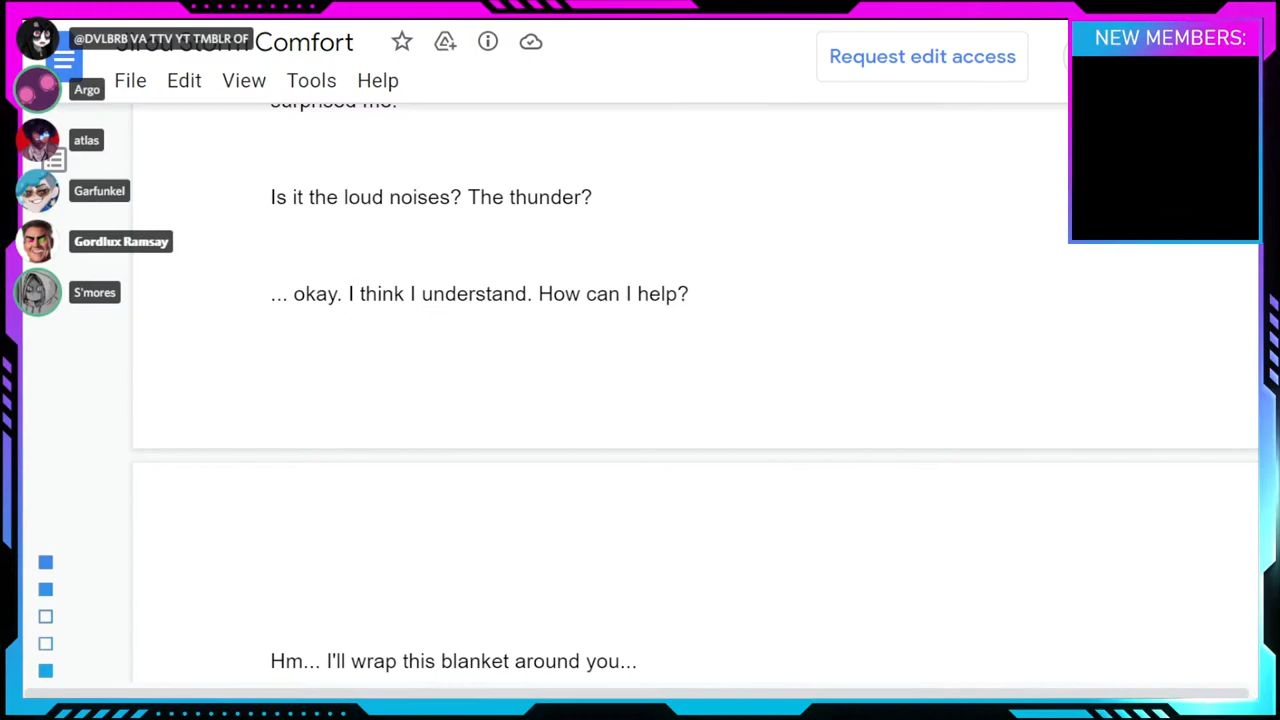 @DVLBRB VA TTV YT TMBLR OF
Comfort
Request edit access
NEW MEMBERS:
File Edit View Tools Help
Argo
atlas
Garfunkel
Gordlux Ramsay
S'mores
surprised me.
Is it the loud noises? The thunder?
... okay. I think I understand. How can I help?
Hm... I'll wrap this blanket around you...